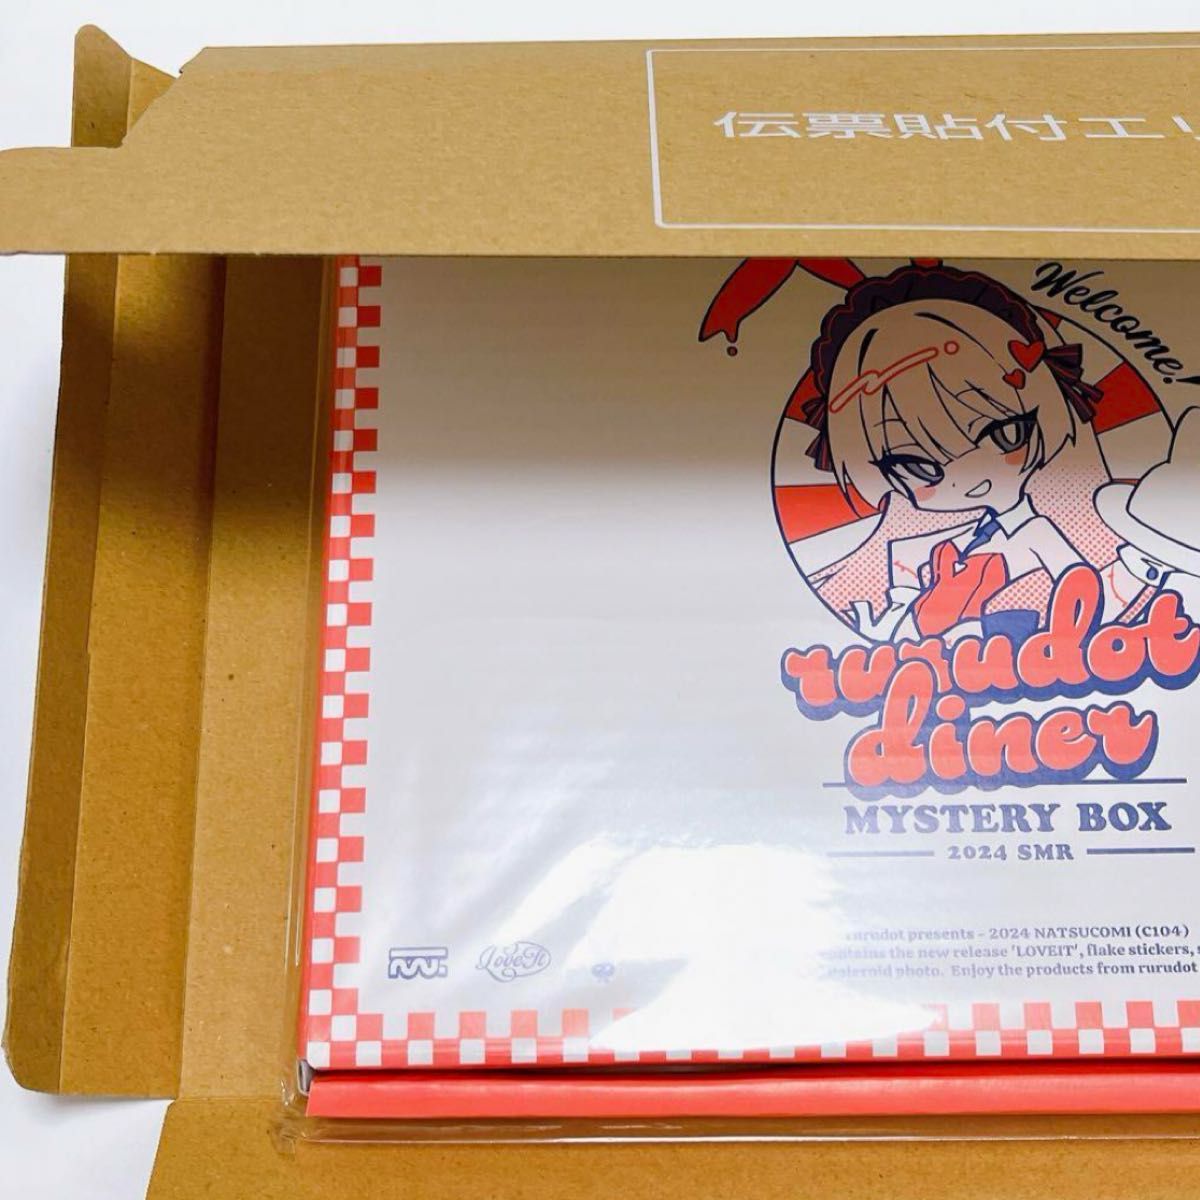 伝票貼付エリ
Welcome!
rurudot
diner
MYSTERY BOX
2024 SMR
rurudot presents - 2024 NATSUCOMI (C104)
contains the new release 'LOVEIT', flake stickers,
photo. Enjoy the products from rurudot
LoveIt